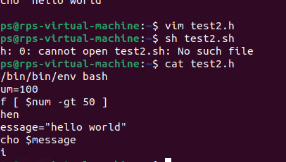 cho "hello world"
ps@rps-virtual-machine:~$ vim test2.h
ps@rps-virtual-machine:~$ sh test2.sh
h: 0: cannot open test2.sh: No such file
ps@rps-virtual-machine:~$ cat test2.h
/bin/bin/env bash
um=100
f [ $num -gt 50 ]
hen
essage="hello world"
cho $message
i